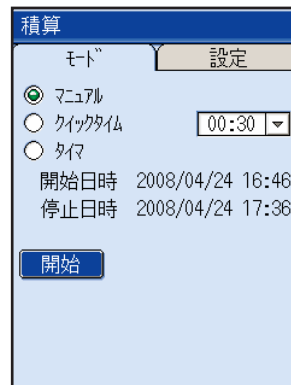 積算
ﾓｰﾄﾞ 設定
ﾏﾆｭｱﾙ
ｸｲｯｸﾀｲﾑ 00:30
ﾀｲﾏ
開始日時 2008/04/24 16:46
停止日時 2008/04/24 17:36
開始